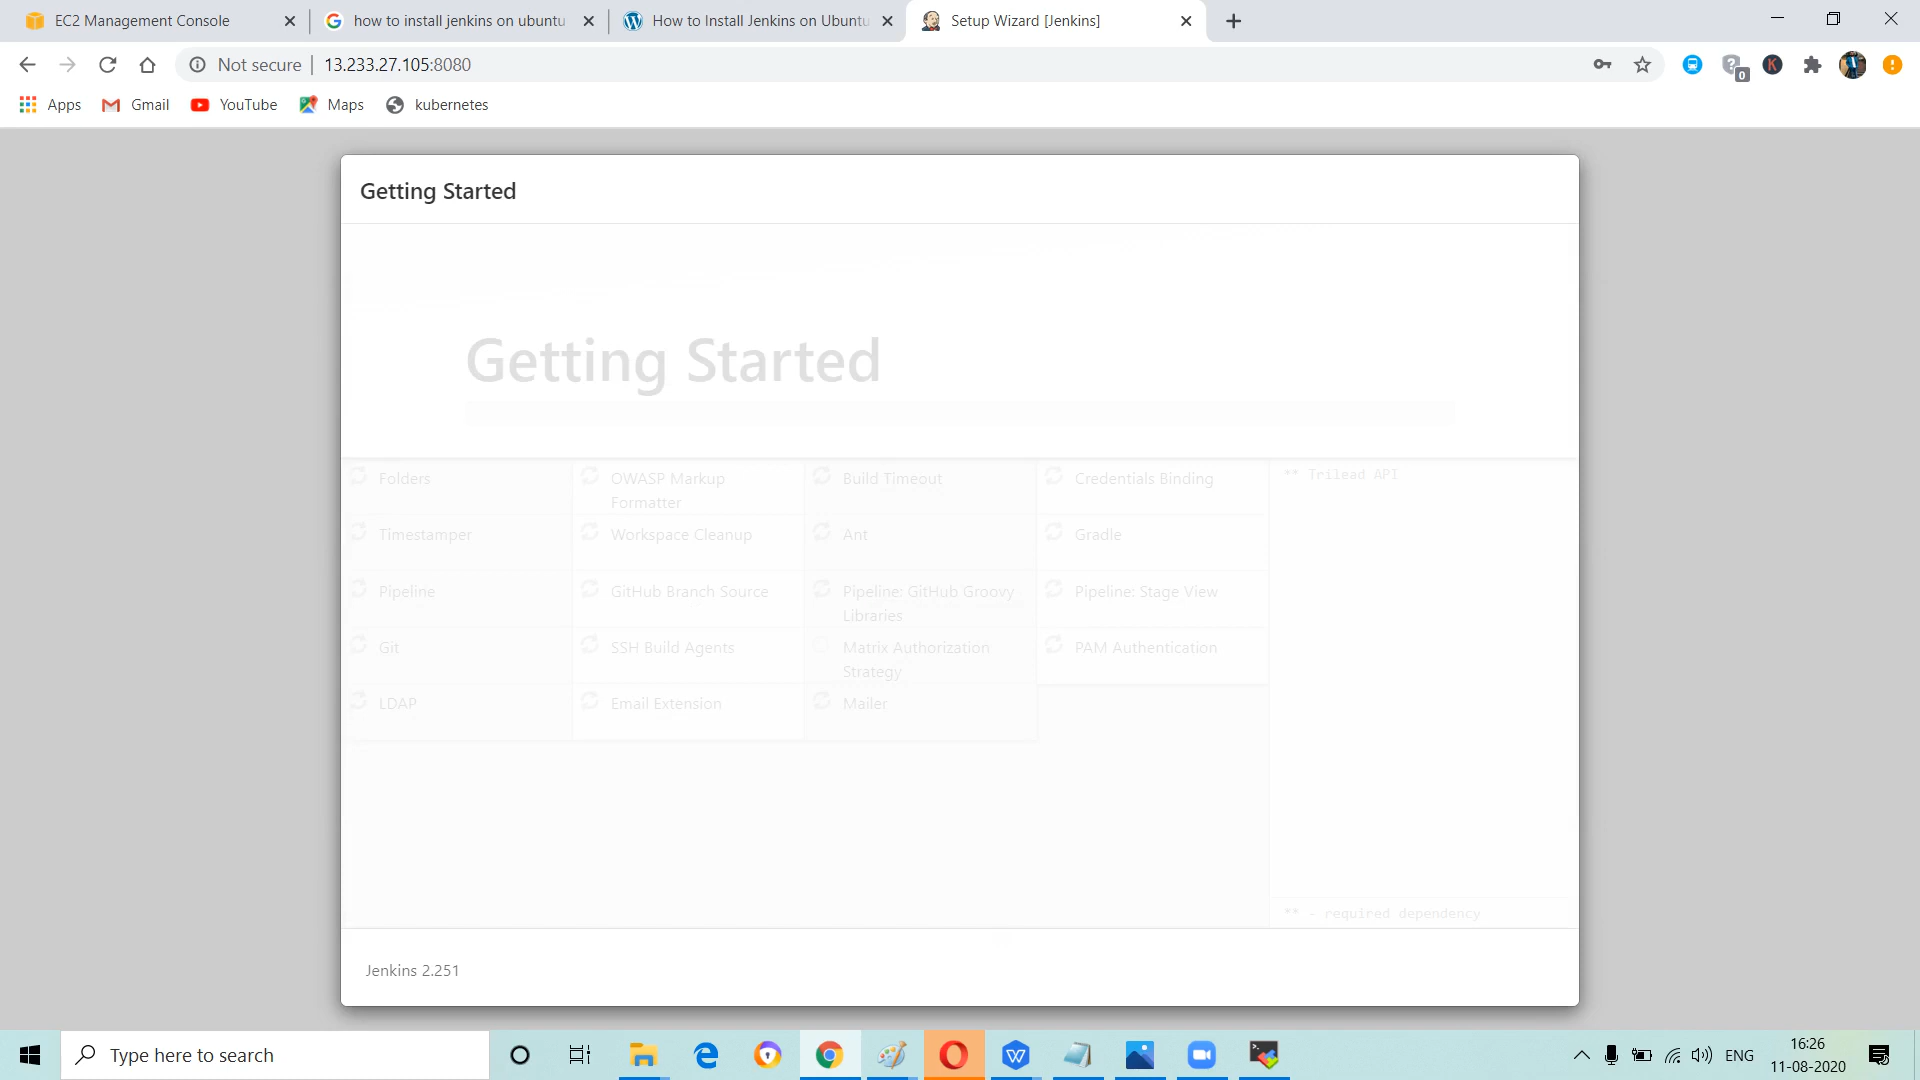 EC2 Management Console
how to install jenkins on ubuntu
How to Install Jenkins on Ubuntu
Setup Wizard [Jenkins]
Not secure | 13.233.27.105:8080
Apps
Gmail
YouTube
Maps
kubernetes
Getting Started
Getting Started
Folders
OWASP Markup
Formatter
Build Timeout
Credentials Binding
** Trilead API
Timestamper
Workspace Cleanup
Ant
Gradle
Pipeline
GitHub Branch Source
Pipeline: GitHub Groovy
Libraries
Pipeline: Stage View
Git
SSH Build Agents
Matrix Authorization
Strategy
PAM Authentication
LDAP
Email Extension
Mailer
** - required dependency
Jenkins 2.251
Type here to search
ENG
16:26
11-08-2020